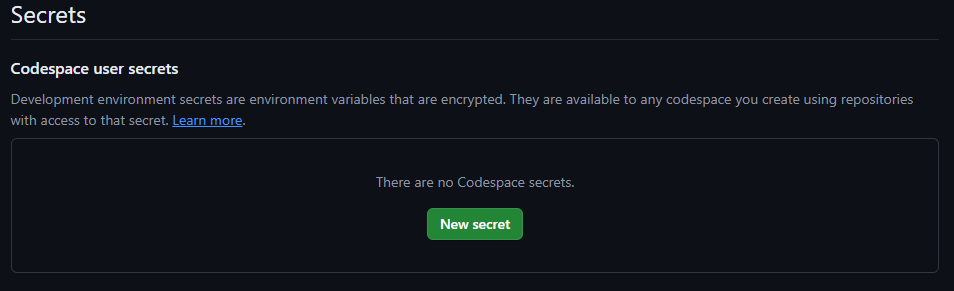 Secrets
Codespace user secrets
Development environment secrets are environment variables that are encrypted. They are available to any codespace you create using repositories
with access to that secret. Learn more.
There are no Codespace secrets.
New secret